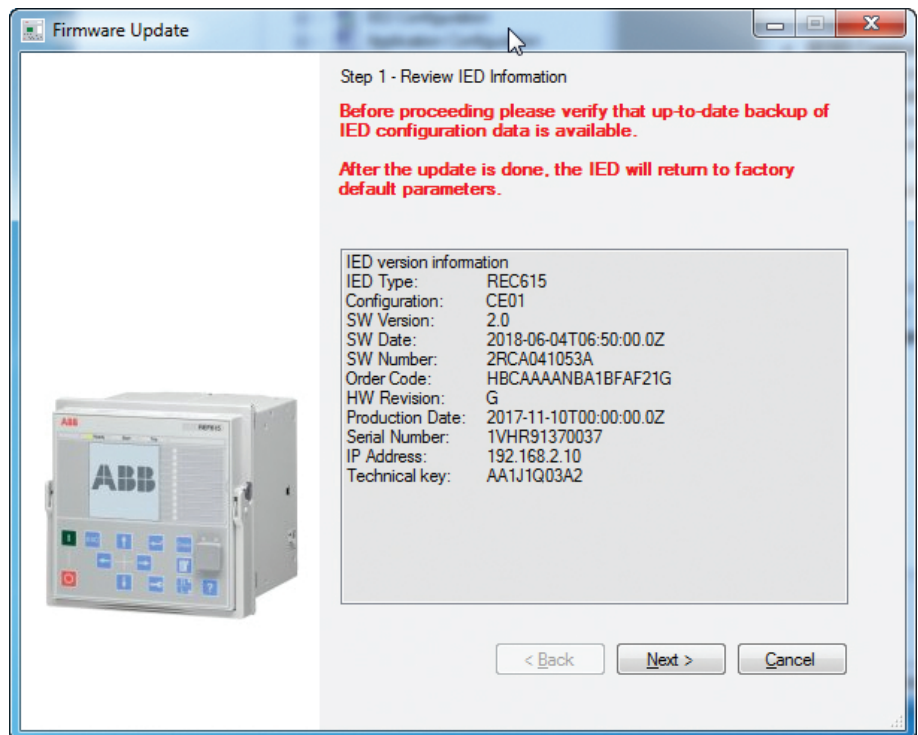 Firmware Update
Step 1 - Review IED Information
Before proceeding please verify that up-to-date backup of
IED configuration data is available.
After the update is done, the IED will return to factory
default parameters.
IED version information
IED Type: REC615
Configuration: CE01
SW Version: 2.0
SW Date: 2018-06-04T06:50:00.0Z
SW Number: 2RCA041053A
Order Code: HBCAAAANBA1BFAF21G
HW Revision: G
Production Date: 2017-11-10T00:00:00.0Z
Serial Number: 1VHR91370037
IP Address: 192.168.2.10
Technical key: AA1J1Q03A2
ABB
ABB
ESC
?
< Back Next > Cancel